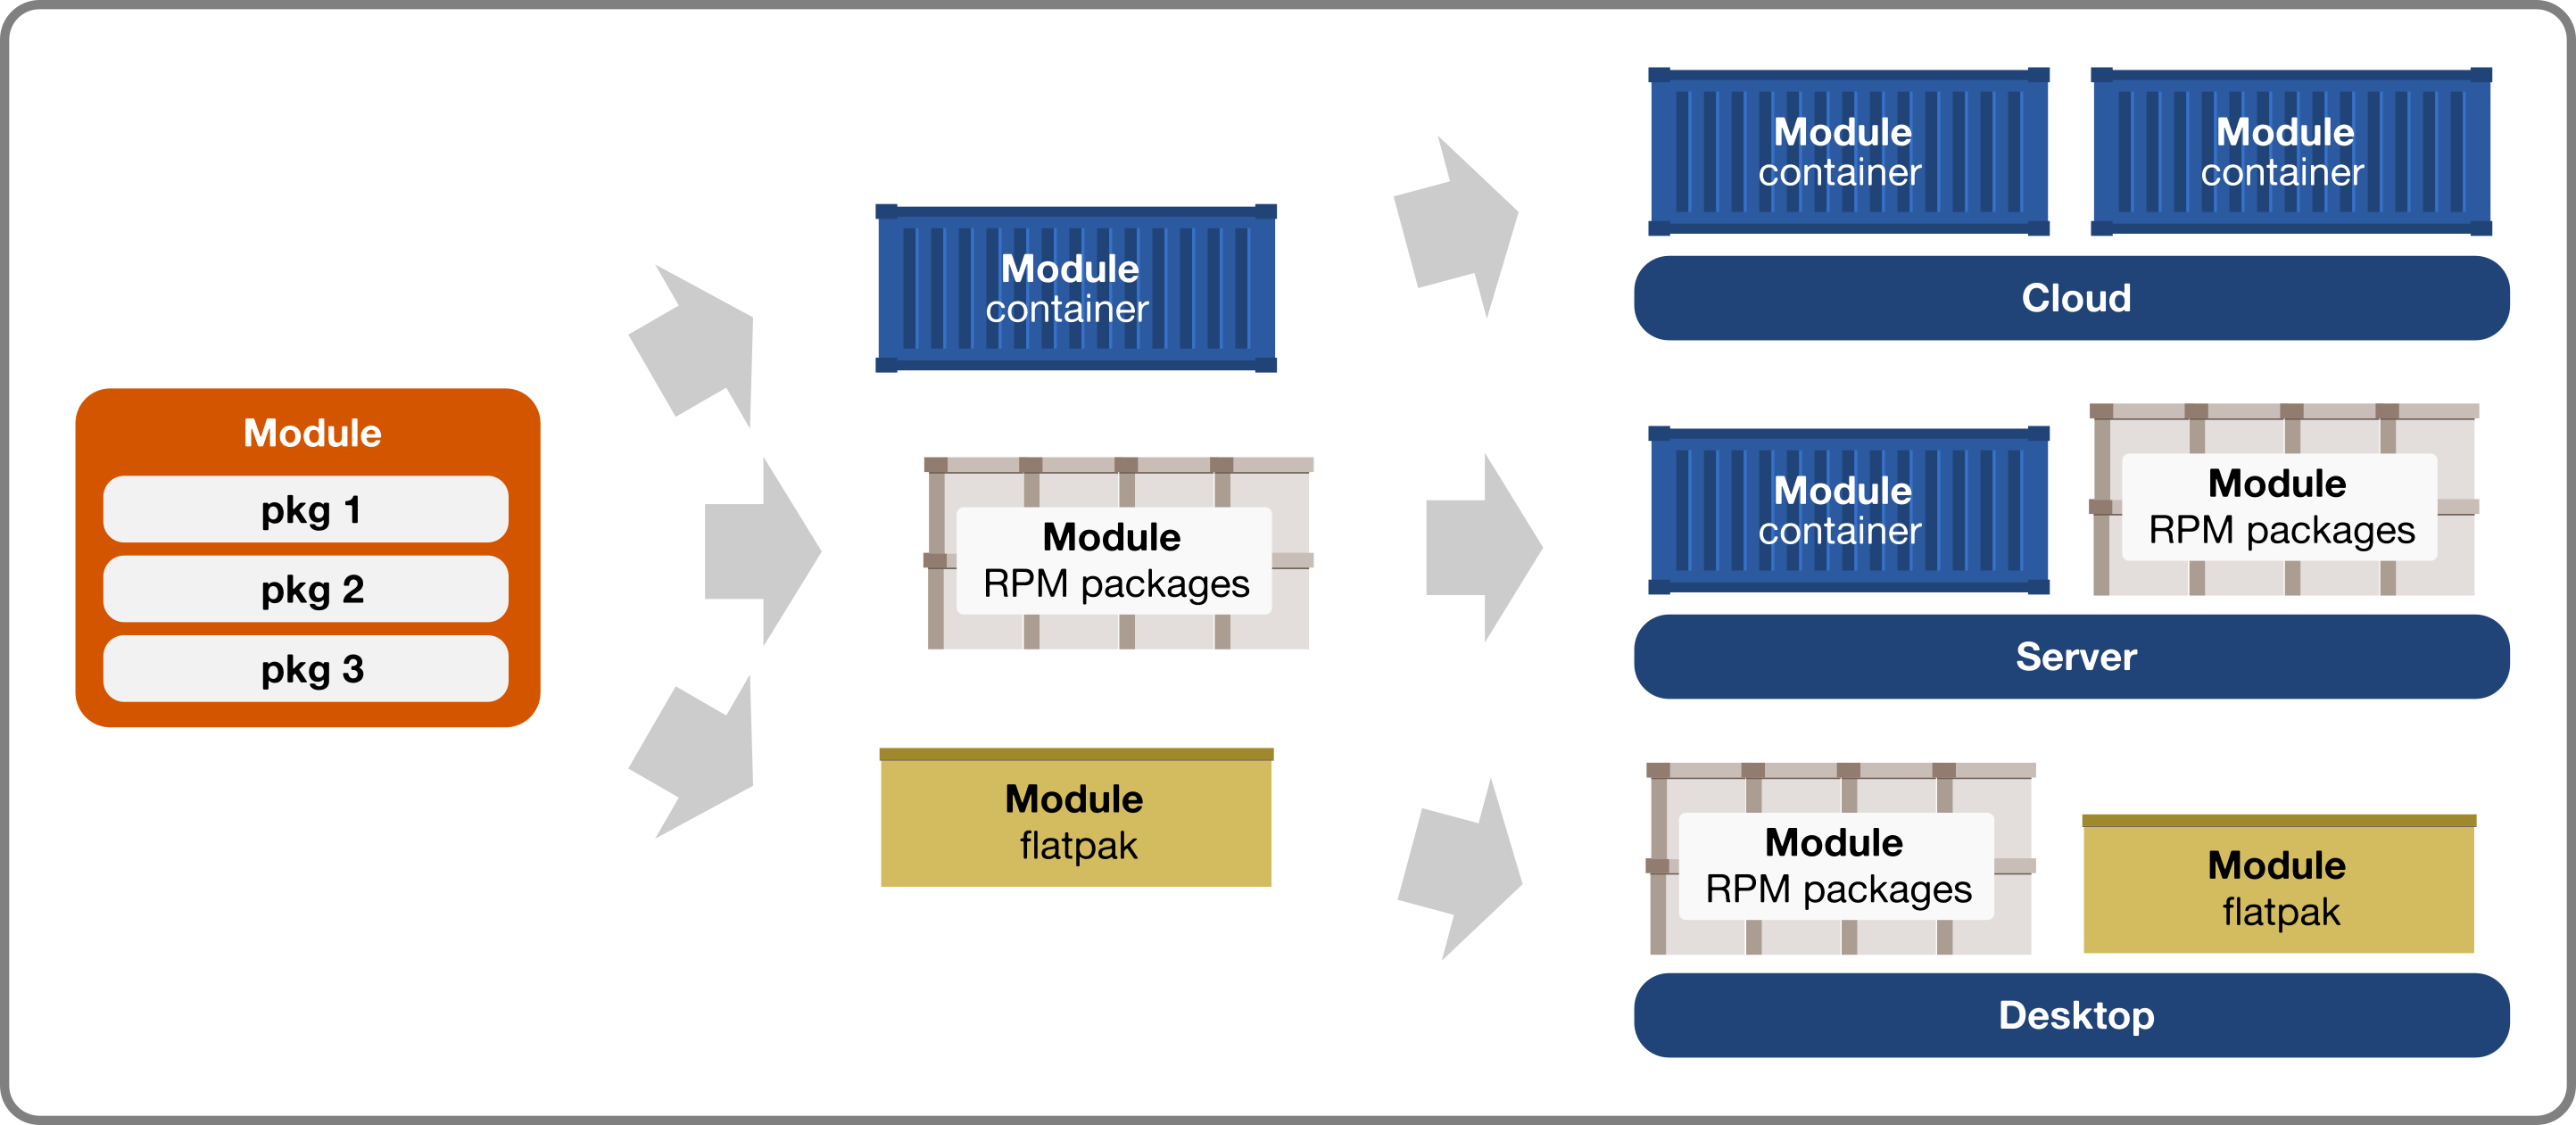 Module
pkg 1
pkg 2
pkg 3
Module
container
Module
RPM packages
Module
flatpak
Module
container
Module
container
Cloud
Module
container
Module
RPM packages
Server
Module
RPM packages
Module
flatpak
Desktop